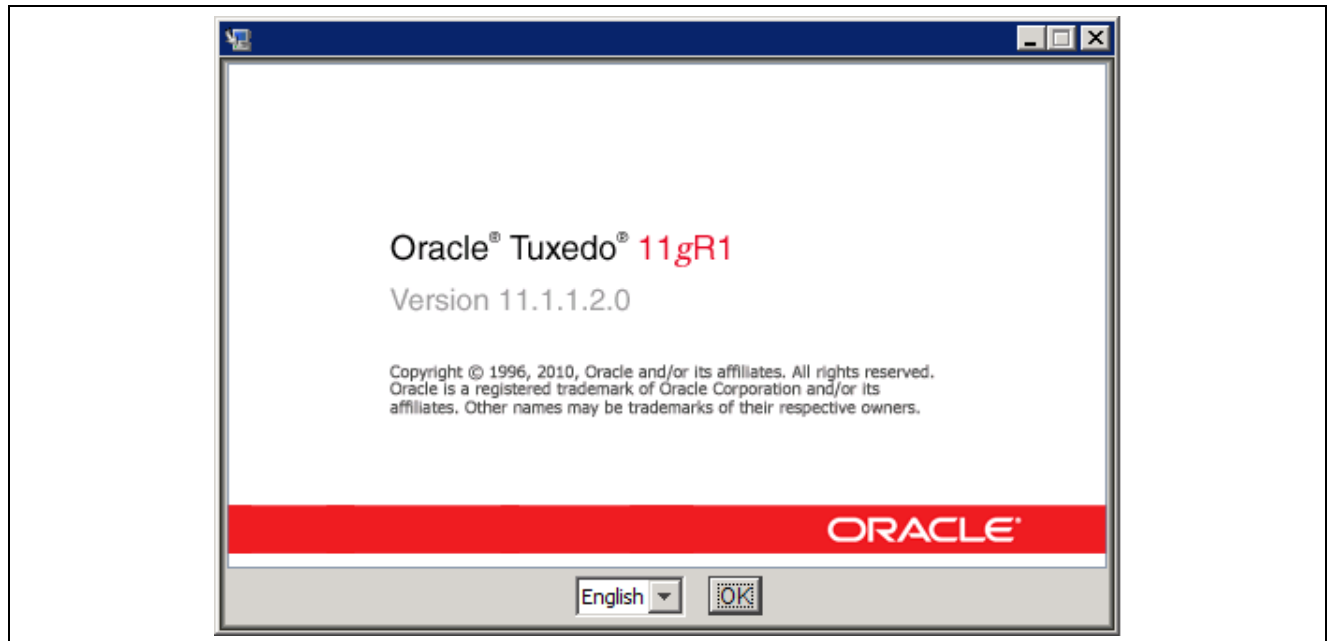 Oracle® Tuxedo® 11gR1
Version 11.1.1.2.0
Copyright © 1996, 2010, Oracle and/or its affiliates. All rights reserved.
Oracle is a registered trademark of Oracle Corporation and/or its
affiliates. Other names may be trademarks of their respective owners.
ORACLE®
English OK